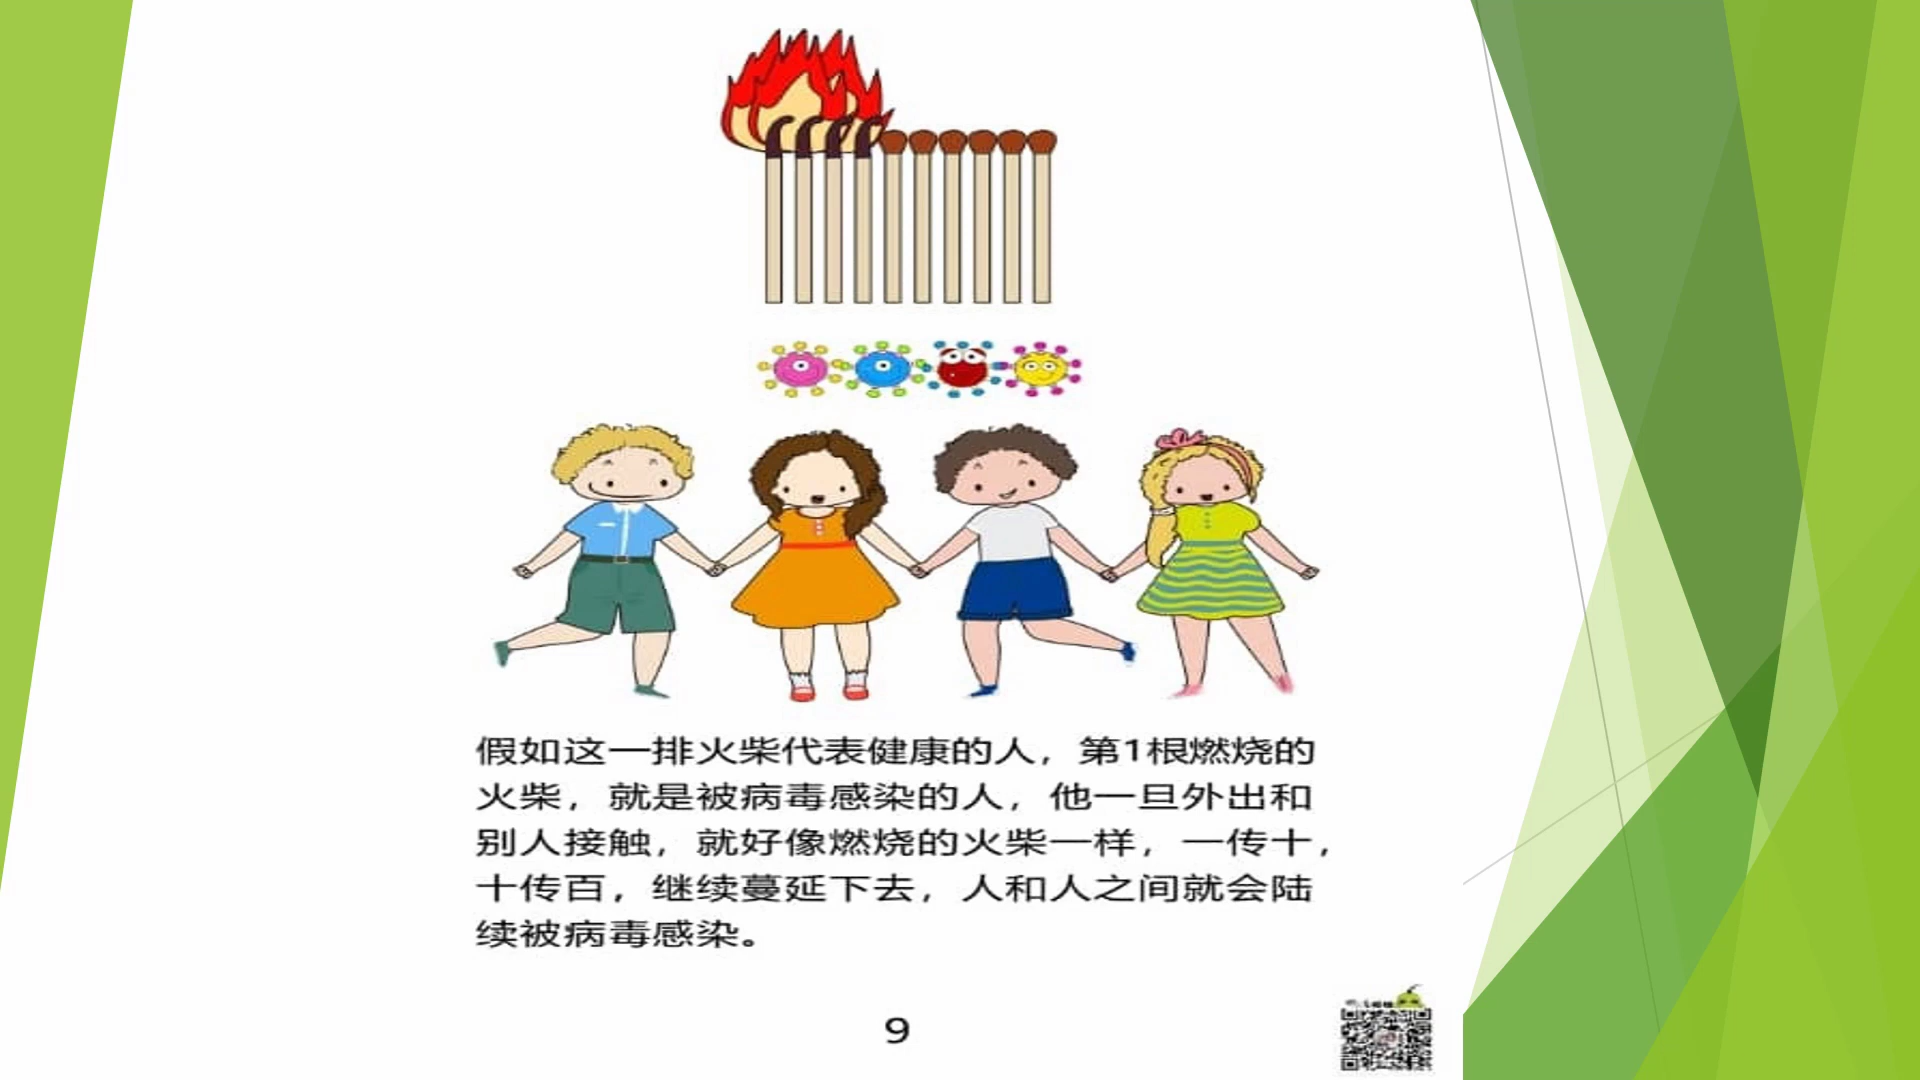 假如这一排火柴代表健康的人，第1根燃烧的
火柴，就是被病毒感染的人，他一旦外出和
别人接触，就好像燃烧的火柴一样，一传十，
十传百，继续蔓延下去，人和人之间就会陆
续被病毒感染。
9